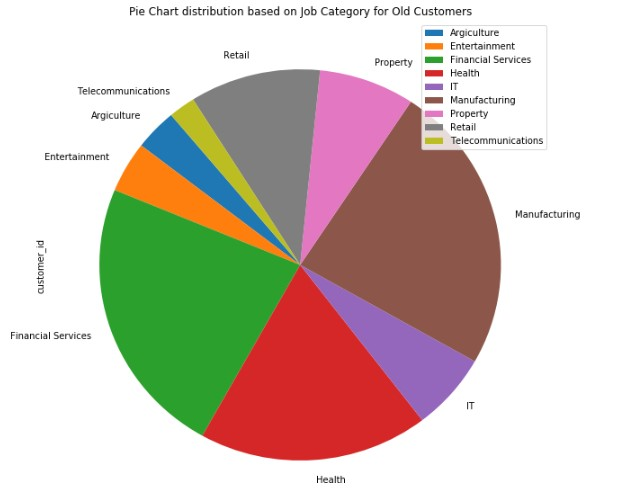 Pie Chart distribution based on Job Category for Old Customers
Argiculture
Entertainment
Financial Services
Health
IT
Manufacturing
Property
Retail
Telecommunications
Retail
Property
Telecommunications
Argiculture
Entertainment
Manufacturing
customer_id
Financial Services
IT
Health